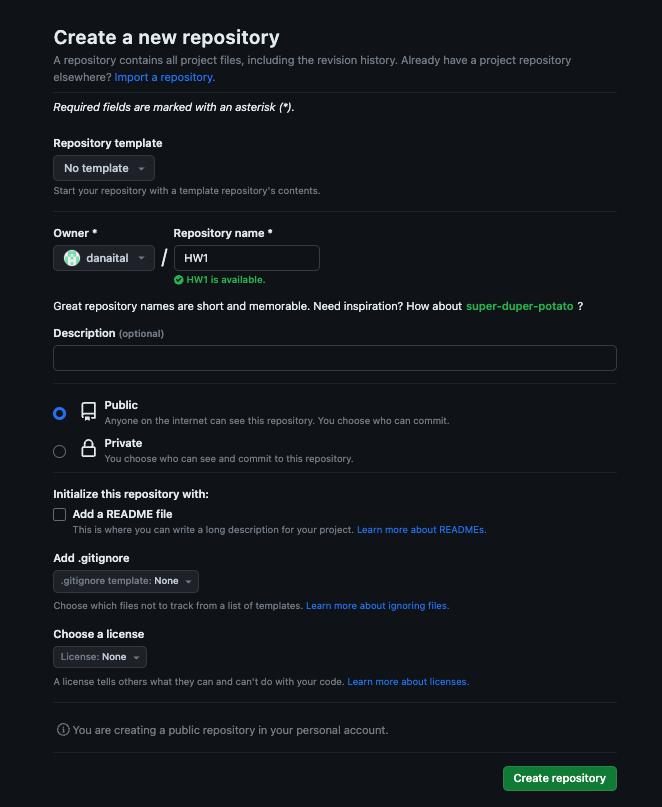 Create a new repository
A repository contains all project files, including the revision history. Already have a project repository
elsewhere? Import a repository.
Required fields are marked with an asterisk (*).
Repository template
No template
Start your repository with a template repository's contents.
Owner *
Repository name *
danaital
/
HW1
HW1 is available.
Great repository names are short and memorable. Need inspiration? How about super-duper-potato ?
Description (optional)
Public
Anyone on the internet can see this repository. You choose who can commit.
Private
You choose who can see and commit to this repository.
Initialize this repository with:
Add a README file
This is where you can write a long description for your project. Learn more about READMEs.
Add .gitignore
.gitignore template: None
Choose which files not to track from a list of templates. Learn more about ignoring files.
Choose a license
License: None
A license tells others what they can and can't do with your code. Learn more about licenses.
You are creating a public repository in your personal account.
Create repository